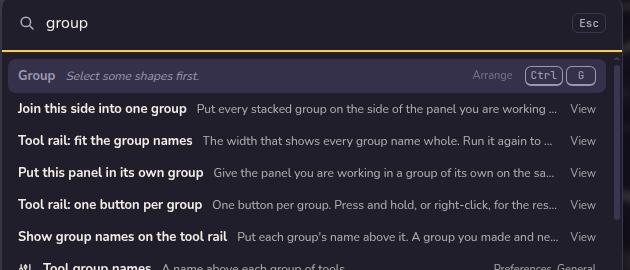 group Esc
Group Select some shapes first. Arrange Ctrl G
Join this side into one group Put every stacked group on the side of the panel you are working ... View
Tool rail: fit the group names The width that shows every group name whole. Run it again to ... View
Put this panel in its own group Give the panel you are working in a group of its own on the sa... View
Tool rail: one button per group One button per group. Press and hold, or right-click, for the res... View
Show group names on the tool rail Put each group's name above it. A group you made and ne... View
Tool group names A name above each group of tools. Preferences, General